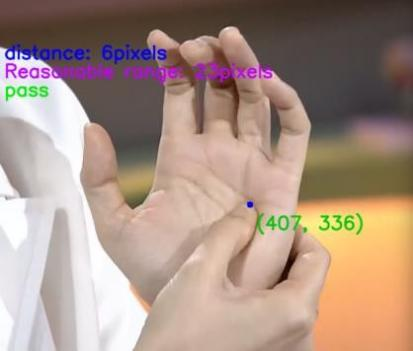 distance: 6pixels
Reasonable range: 23pixels
pass
(407, 336)